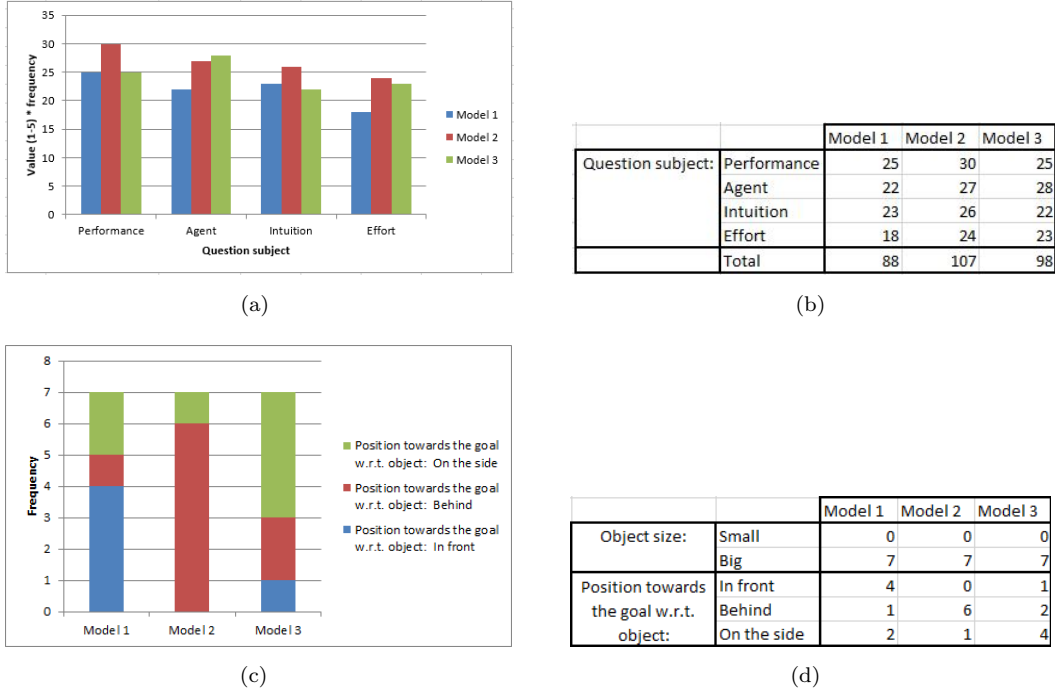 35
30
25
20
15
10
5
0
Value (1-5) * frequency
Performance Agent Intuition Effort
Question subject
Model 1
Model 2
Model 3
(a)
Model 1 Model 2 Model 3
Question subject: Performance 25 30 25
Agent 22 27 28
Intuition 23 26 22
Effort 18 24 23
Total 88 107 98
(b)
8
7
6
5
4
3
2
1
0
Frequency
Model 1 Model 2 Model 3
Position towards the goal
w.r.t. object: On the side
Position towards the goal
w.r.t. object: Behind
Position towards the goal
w.r.t. object: In front
(c)
Model 1 Model 2 Model 3
Object size: Small 0 0 0
Big 7 7 7
Position towards In front 4 0 1
the goal w.r.t. Behind 1 6 2
object: On the side 2 1 4
(d)